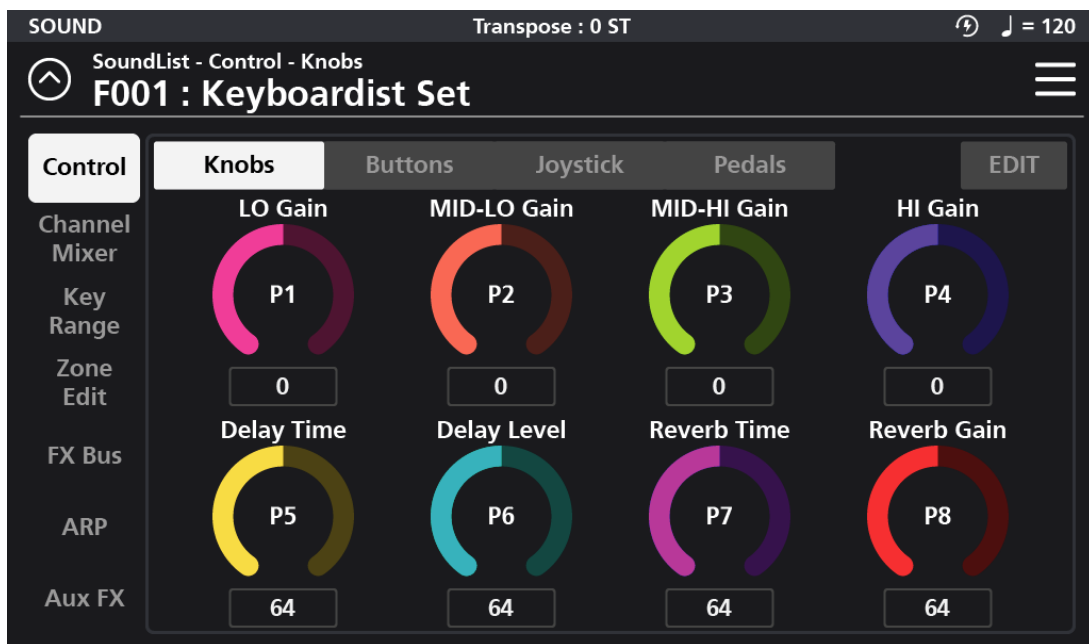 SOUND Transpose : 0 ST ♩ = 120
SoundList - Control - Knobs
F001 : Keyboardist Set
Control
Knobs Buttons Joystick Pedals EDIT
Channel
Mixer
Key
Range
Zone
Edit
FX Bus
ARP
Aux FX
LO Gain MID-LO Gain MID-HI Gain HI Gain
P1 P2 P3 P4
0 0 0 0
Delay Time Delay Level Reverb Time Reverb Gain
P5 P6 P7 P8
64 64 64 64